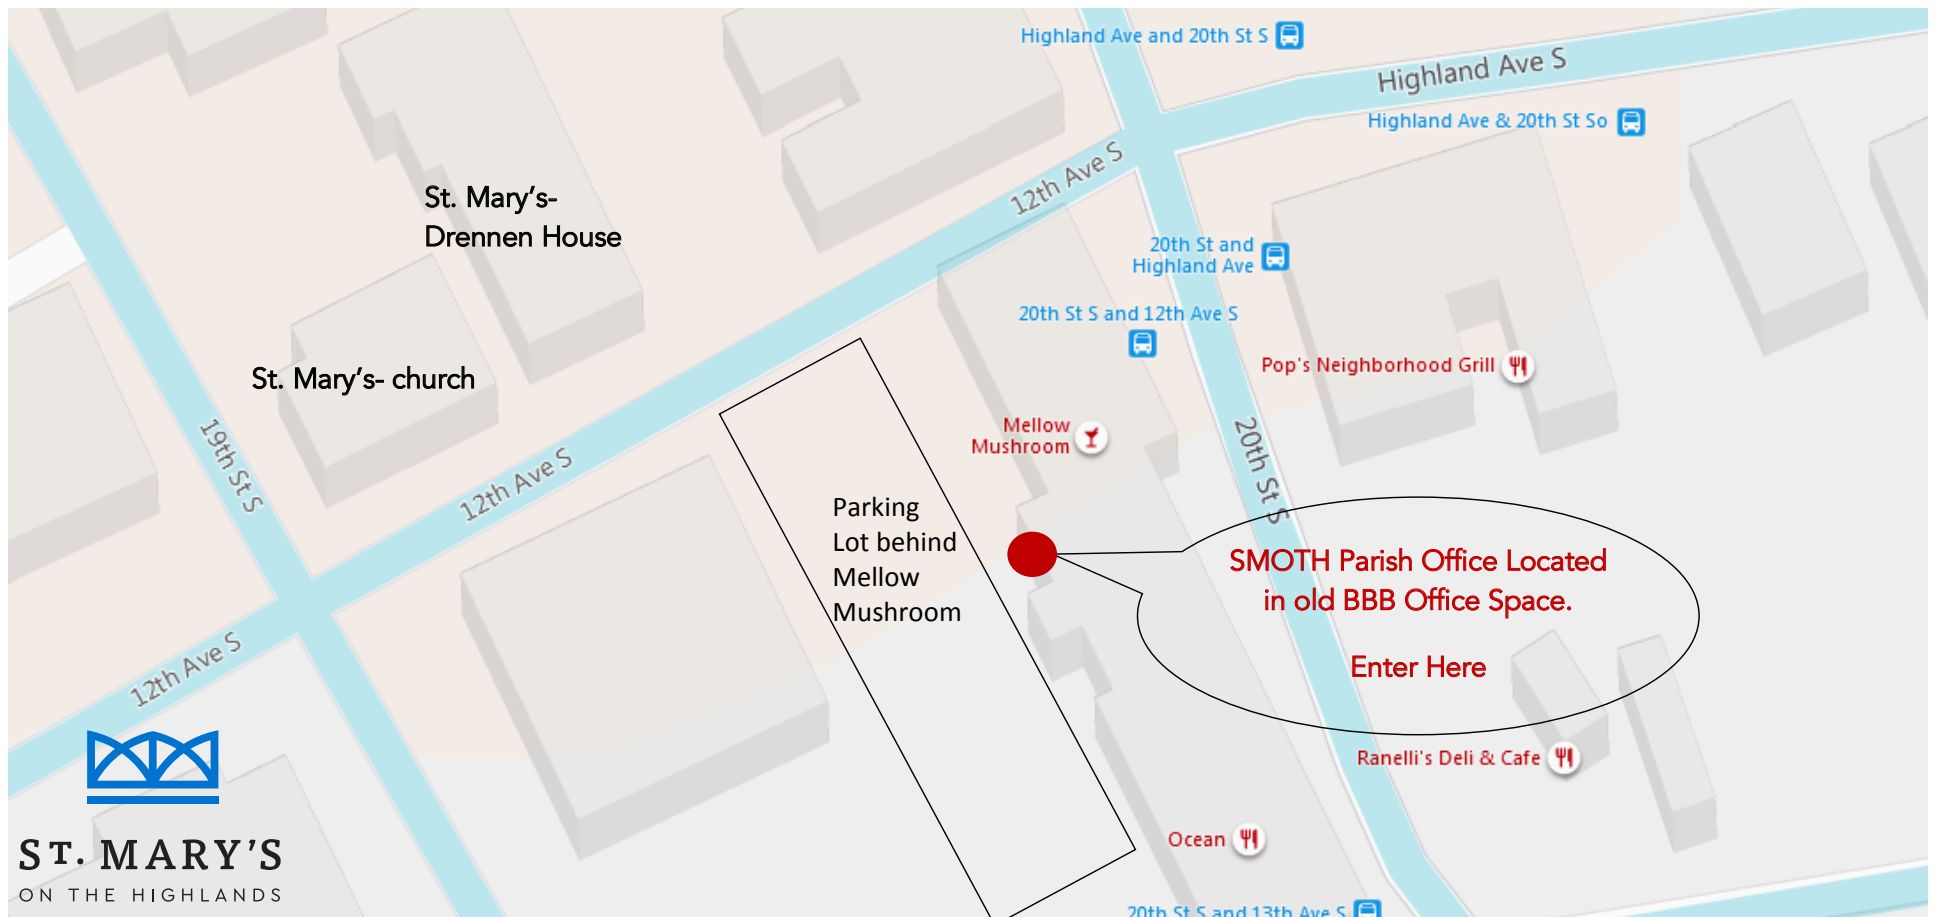 Highland Ave and 20th St S
Highland Ave S
Highland Ave & 20th St So
12th Ave S
St. Mary's-
Drennen House
20th St and
Highland Ave
20th St S and 12th Ave S
St. Mary's- church
Pop's Neighborhood Grill
Mellow
Mushroom
19th St S
12th Ave S
20th St S
Parking
Lot behind
Mellow
Mushroom
SMOTH Parish Office Located
in old BBB Office Space.
Enter Here
12th Ave S
Ranelli's Deli & Cafe
Ocean
ST. MARY'S
ON THE HIGHLANDS
20th St S and 13th Ave S